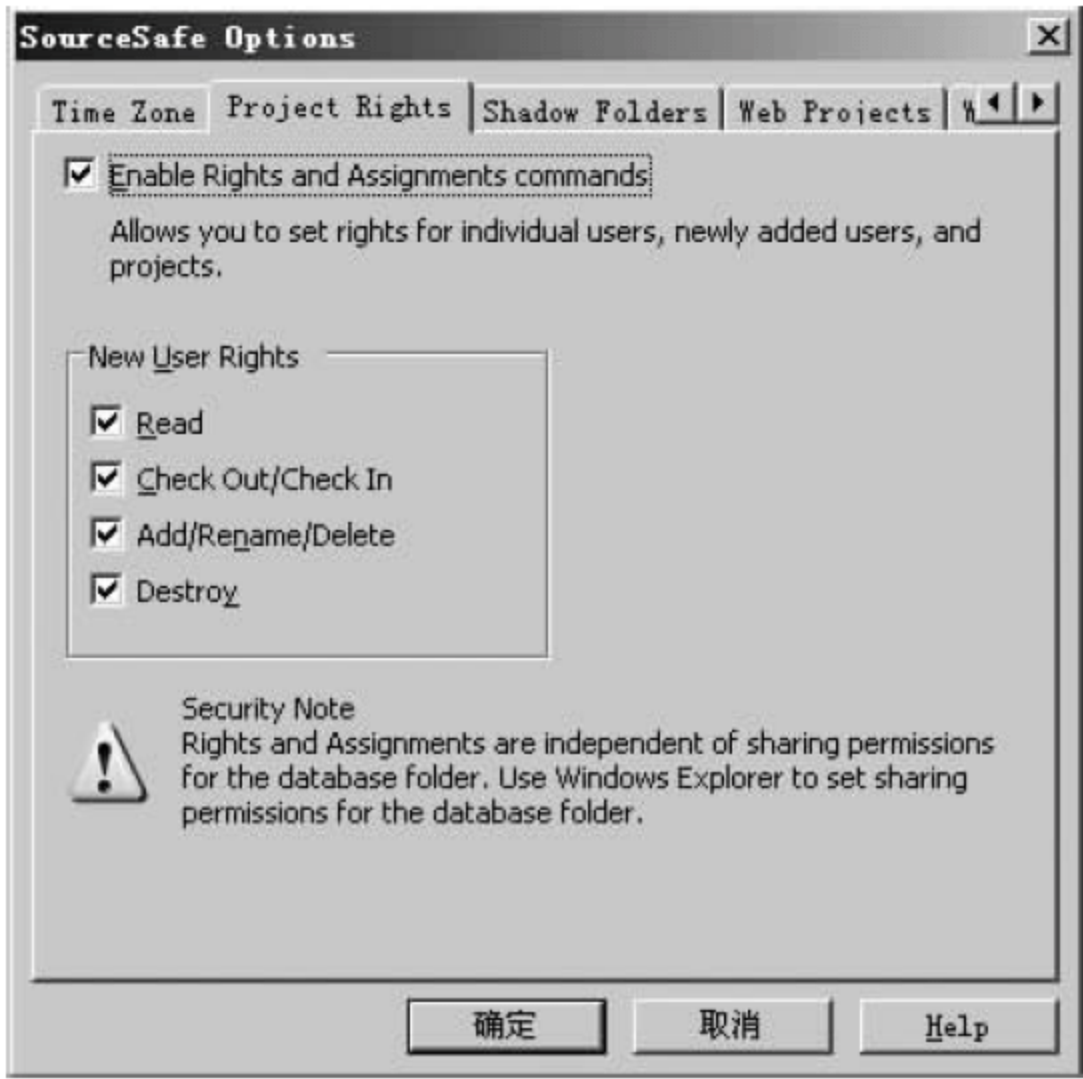 SourceSafe Options
Time Zone
Project Rights
Shadow Folders
Web Projects
Enable Rights and Assignments commands
Allows you to set rights for individual users, newly added users, and
projects.
New User Rights
Read
Check Out/Check In
Add/Rename/Delete
Destroy
Security Note
Rights and Assignments are independent of sharing permissions
for the database folder. Use Windows Explorer to set sharing
permissions for the database folder.
确定
取消
Help